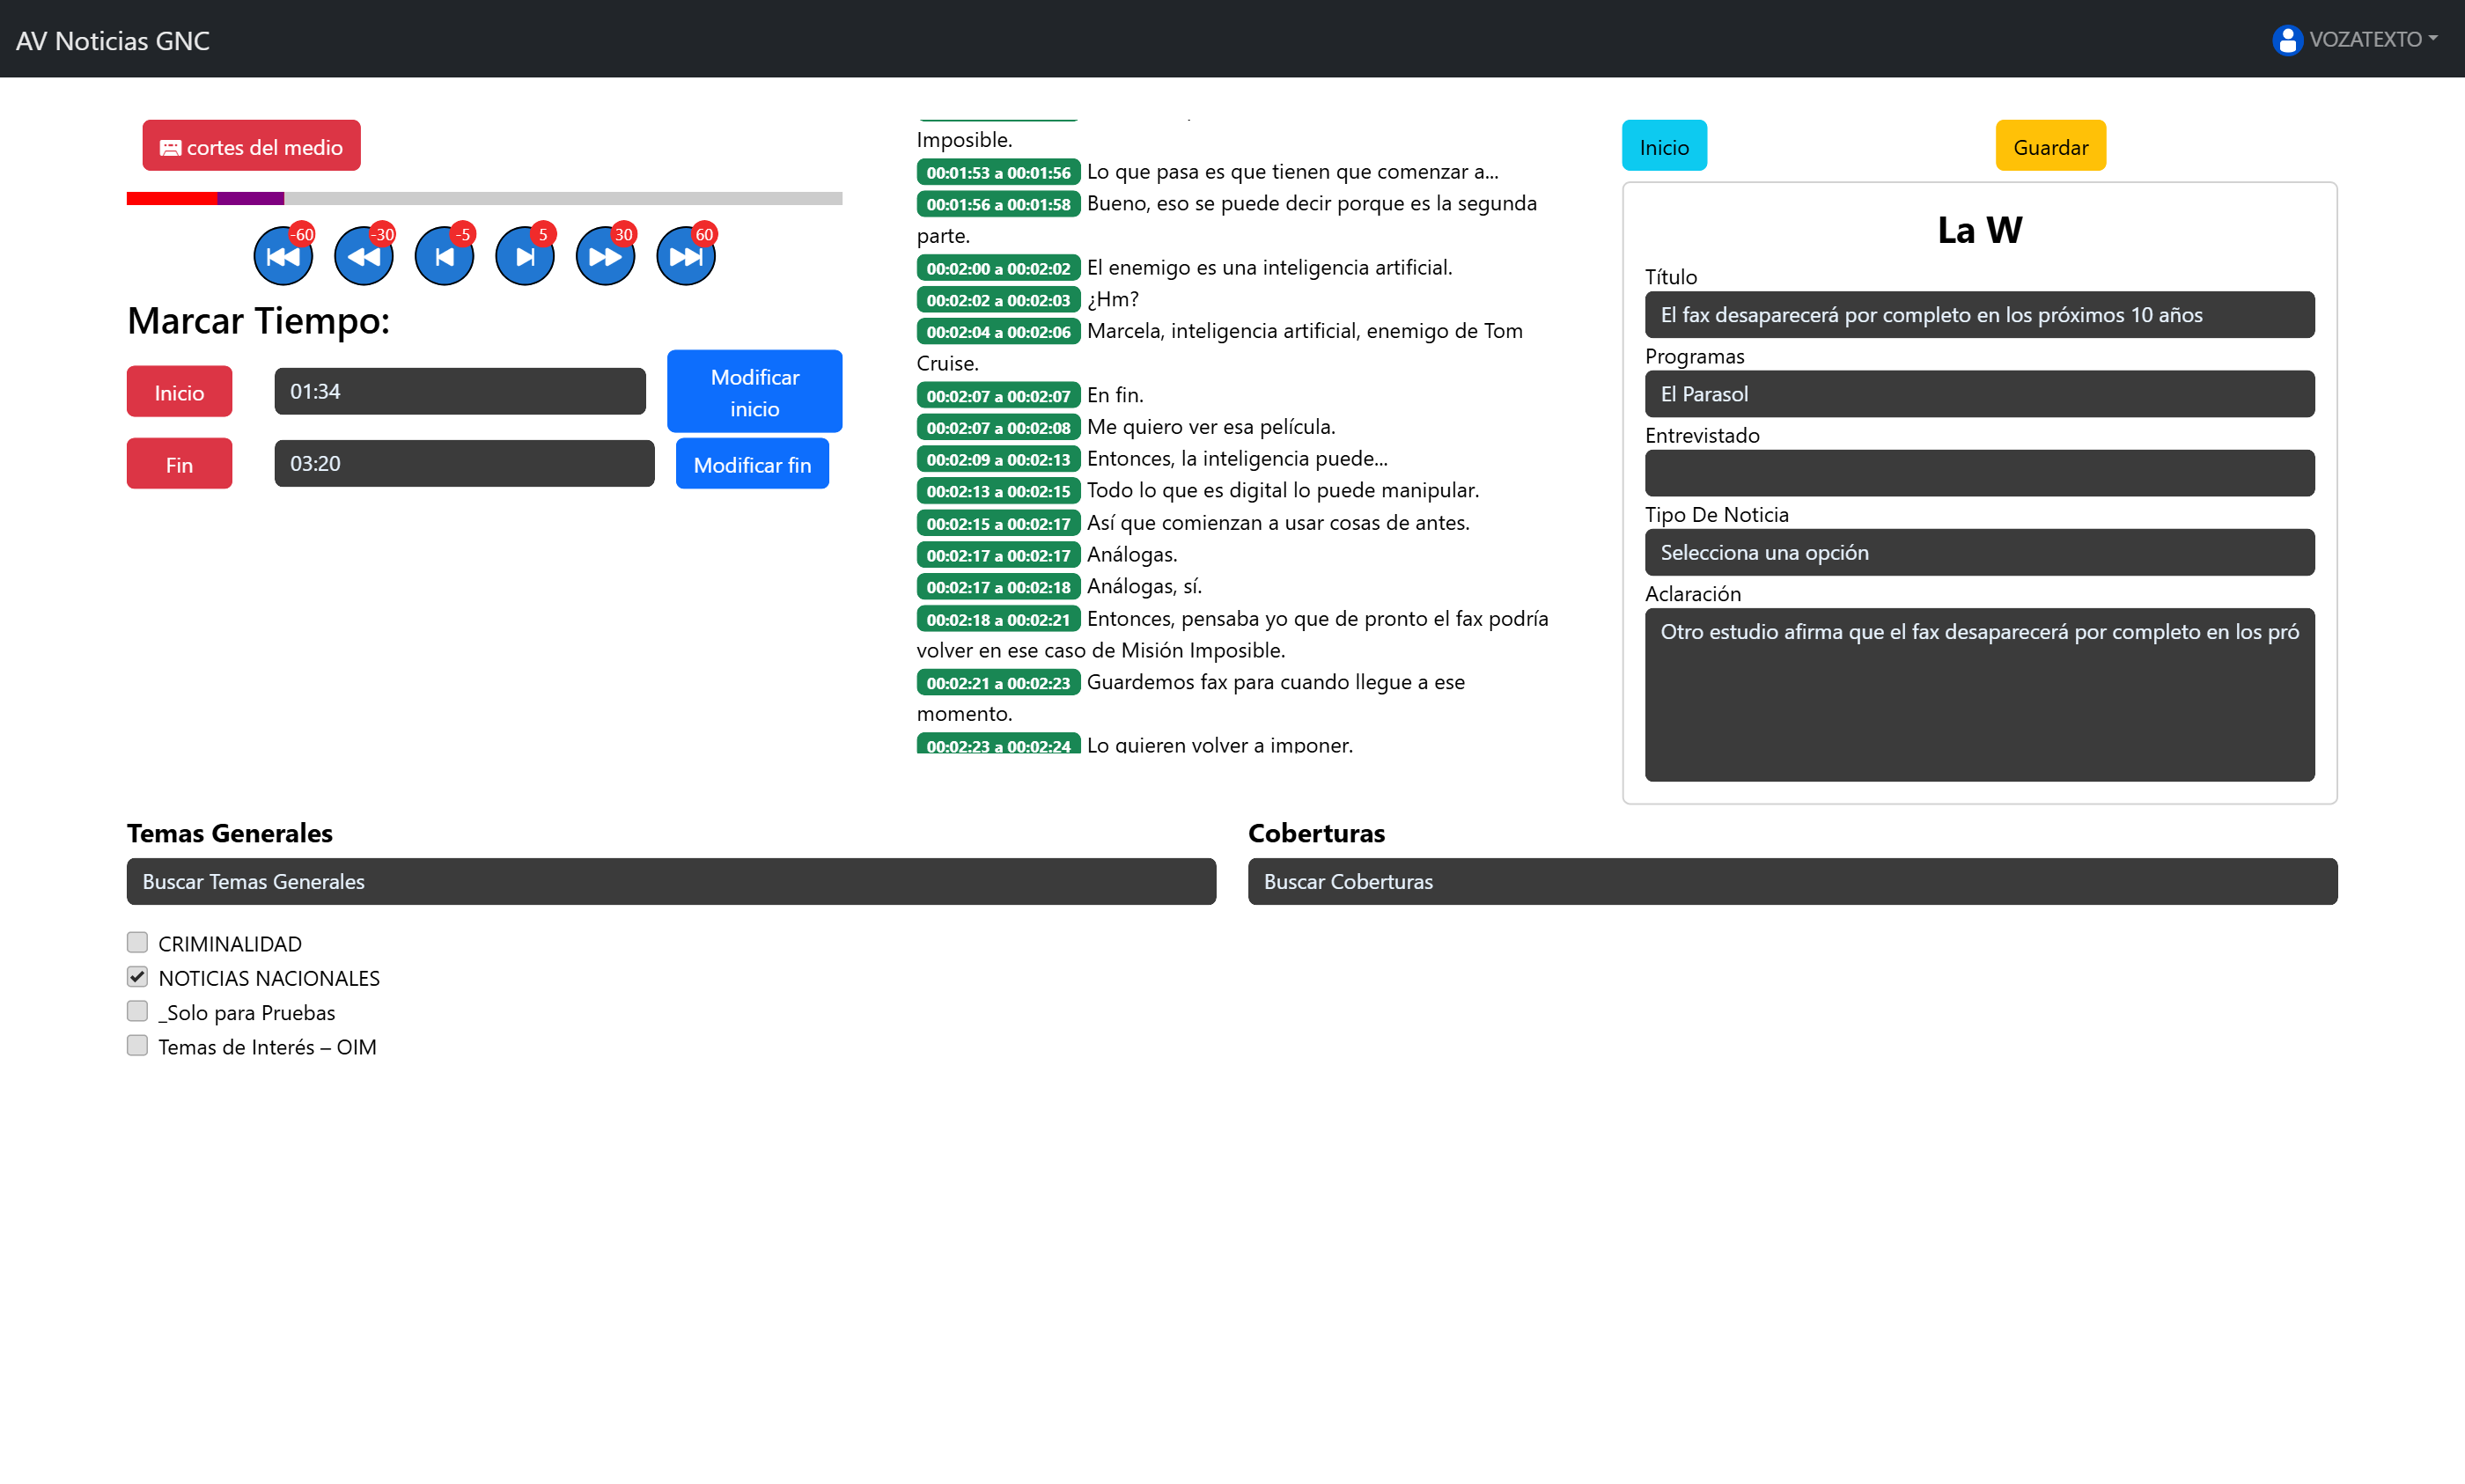 AV Noticias GNC
VOZATEXTO
cortes del medio
-60 -30 -5 5 30 60
Marcar Tiempo:
Inicio
01:34
Modificar
inicio
Fin
03:20
Modificar fin
Imposible.
00:01:53 a 00:01:56 Lo que pasa es que tienen que comenzar a...
00:01:56 a 00:01:58 Bueno, eso se puede decir porque es la segunda
parte.
00:02:00 a 00:02:02 El enemigo es una inteligencia artificial.
00:02:02 a 00:02:03 ¿Hm?
00:02:04 a 00:02:06 Marcela, inteligencia artificial, enemigo de Tom
Cruise.
00:02:07 a 00:02:07 En fin.
00:02:07 a 00:02:08 Me quiero ver esa película.
00:02:09 a 00:02:13 Entonces, la inteligencia puede...
00:02:13 a 00:02:15 Todo lo que es digital lo puede manipular.
00:02:15 a 00:02:17 Así que comienzan a usar cosas de antes.
00:02:17 a 00:02:17 Análogas.
00:02:17 a 00:02:18 Análogas, sí.
00:02:18 a 00:02:21 Entonces, pensaba yo que de pronto el fax podría
volver en ese caso de Misión Imposible.
00:02:21 a 00:02:23 Guardemos fax para cuando llegue a ese
momento.
00:02:23 a 00:02:24 Lo quieren volver a imponer.
Inicio
Guardar
La W
Título
El fax desaparecerá por completo en los próximos 10 años
Programas
El Parasol
Entrevistado
Tipo De Noticia
Selecciona una opción
Aclaración
Otro estudio afirma que el fax desaparecerá por completo en los pró
Temas Generales
Buscar Temas Generales
CRIMINALIDAD
NOTICIAS NACIONALES
_Solo para Pruebas
Temas de Interés – OIM
Coberturas
Buscar Coberturas